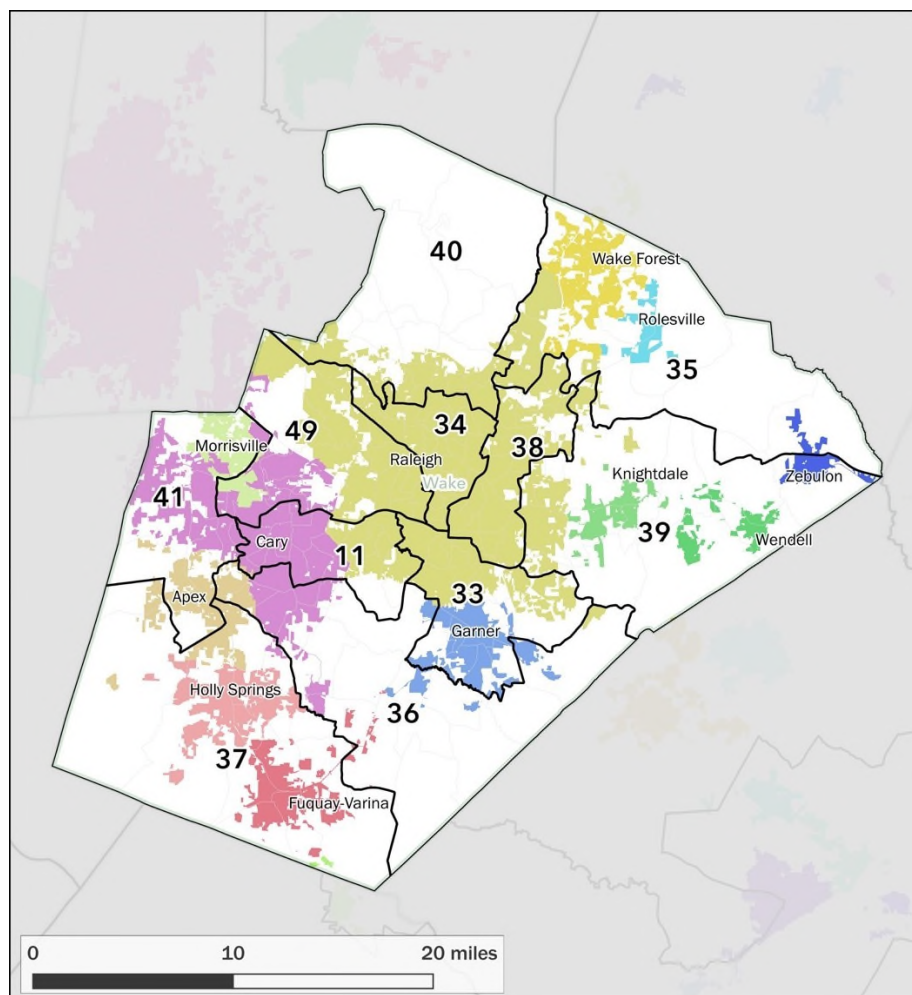 40
Wake Forest
Rolesville
35
34
49
Morrisville
38
Raleigh
Wake
Knightdale
Zebulon
41
39
Wendell
Cary
11
33
Apex
Garner
Holly Springs
36
37
Fuquay-Varina
0 10 20 miles